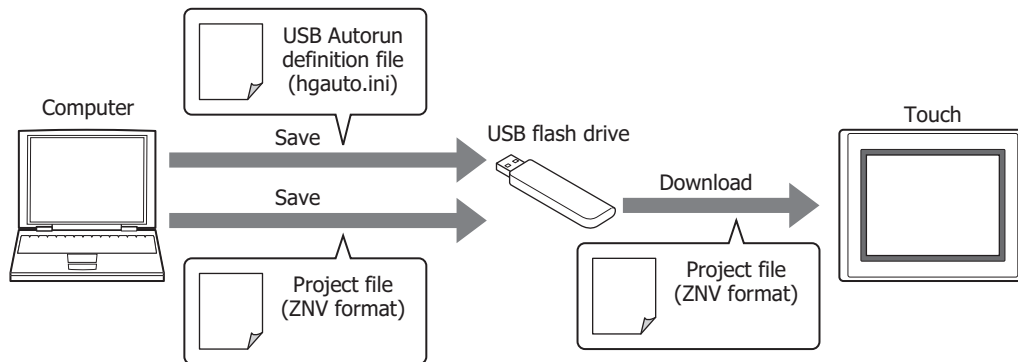 USB Autorun
definition file
(hgauto.ini)
Computer
Save
USB flash drive
Touch
Save
Download
Project file
(ZNV format)
Project file
(ZNV format)